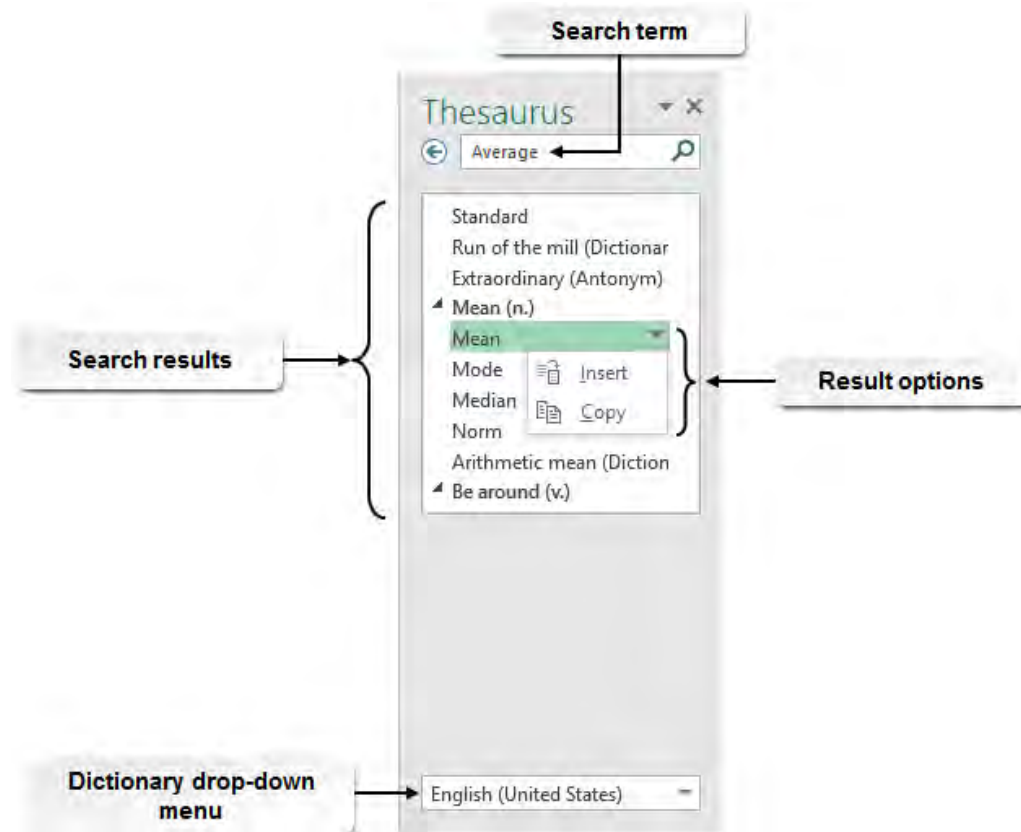 Search term
Thesaurus
Average
Standard
Run of the mill (Dictionar
Extraordinary (Antonym)
Mean (n.)
Mean
Search results
Mode
Insert
Result options
Median
Copy
Norm
Arithmetic mean (Diction
Be around (v.)
Dictionary drop-down
menu
English (United States)